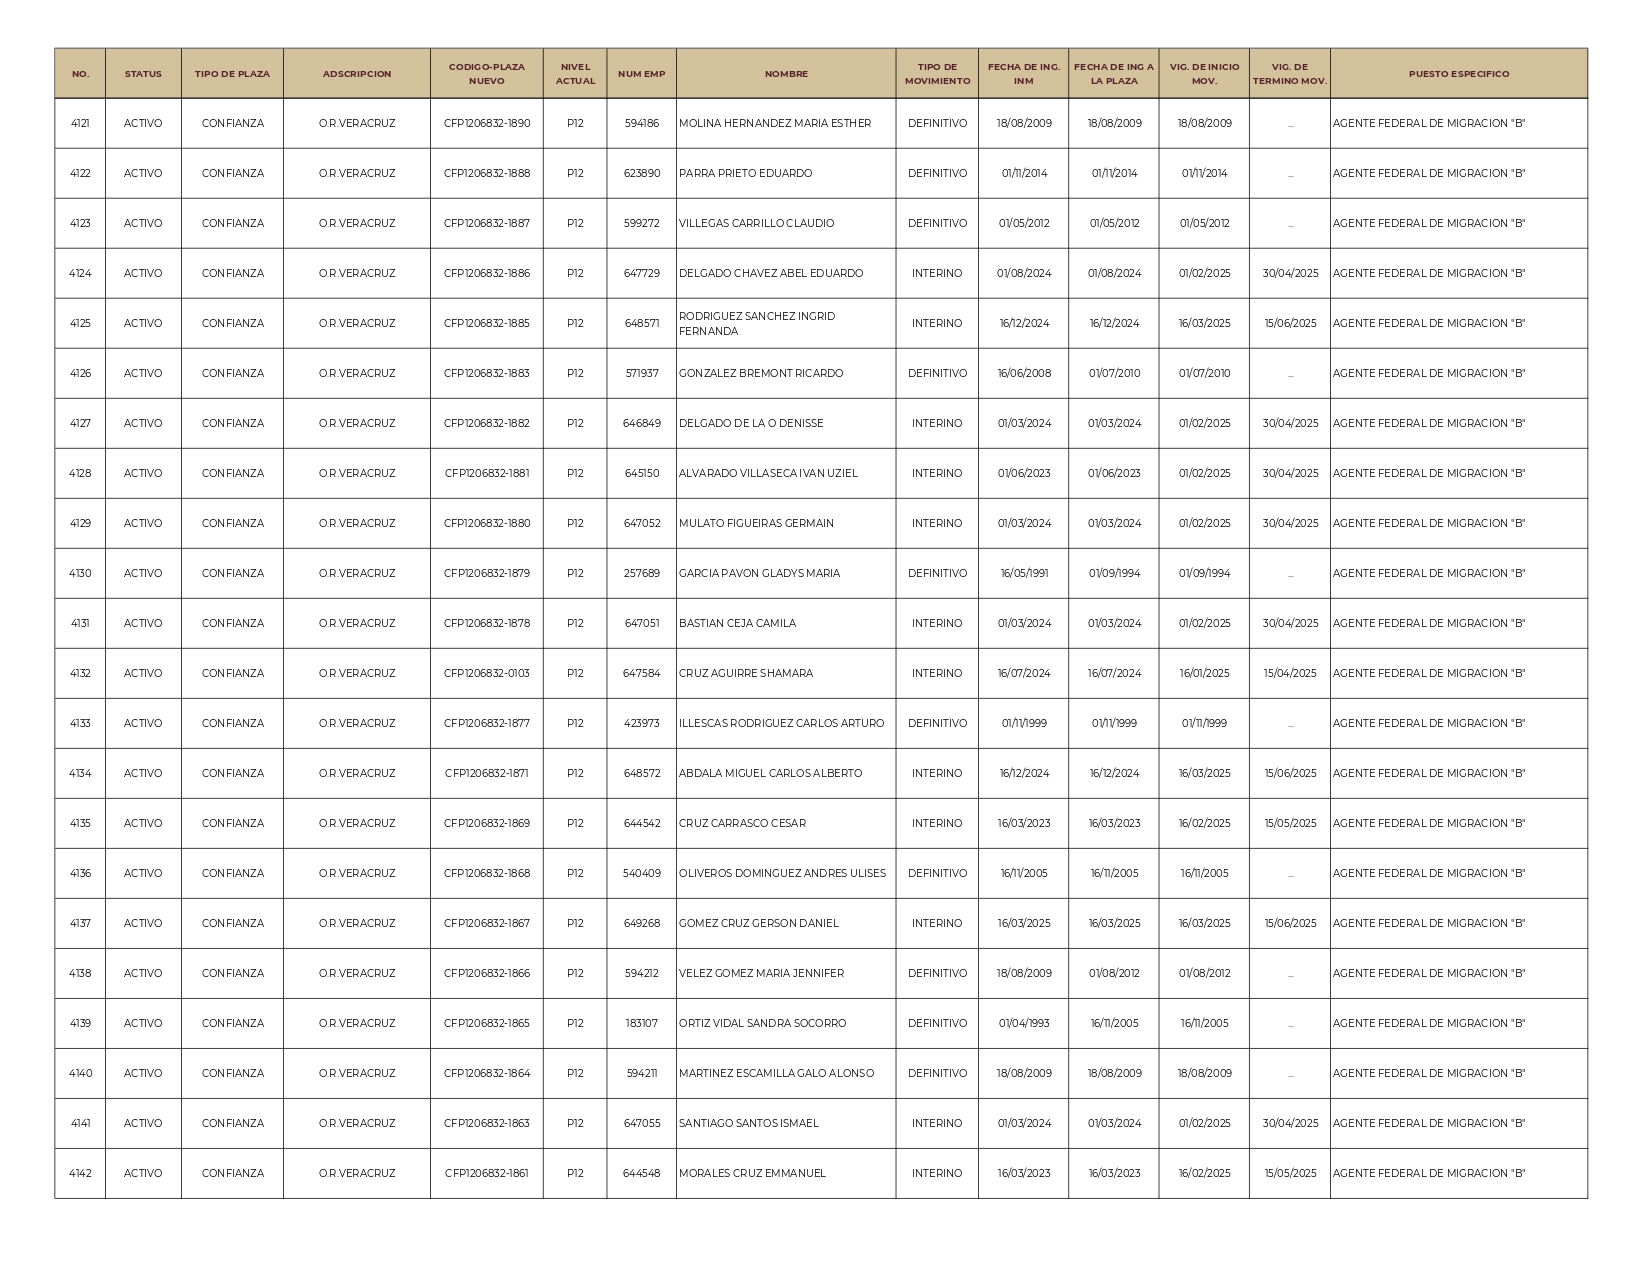 NO. STATUS TIPO DE PLAZA ADSCRIPCION CODIGO-PLAZA NUEVO NIVEL ACTUAL NUM EMP NOMBRE TIPO DE MOVIMIENTO FECHA DE ING. INM FECHA DE ING A LA PLAZA VIG. DE INICIO MOV. VIG. DE TERMINO MOV. PUESTO ESPECIFICO
4121 ACTIVO CONFIANZA O.R.VERACRUZ CFP1206832-1890 P12 594186 MOLINA HERNANDEZ MARIA ESTHER DEFINITIVO 18/08/2009 18/08/2009 18/08/2009 ... AGENTE FEDERAL DE MIGRACION "B"
4122 ACTIVO CONFIANZA O.R.VERACRUZ CFP1206832-1888 P12 623890 PARRA PRIETO EDUARDO DEFINITIVO 01/11/2014 01/11/2014 01/11/2014 ... AGENTE FEDERAL DE MIGRACION "B"
4123 ACTIVO CONFIANZA O.R.VERACRUZ CFP1206832-1887 P12 599272 VILLEGAS CARRILLO CLAUDIO DEFINITIVO 01/05/2012 01/05/2012 01/05/2012 ... AGENTE FEDERAL DE MIGRACION "B"
4124 ACTIVO CONFIANZA O.R.VERACRUZ CFP1206832-1886 P12 647729 DELGADO CHAVEZ ABEL EDUARDO INTERINO 01/08/2024 01/08/2024 01/02/2025 30/04/2025 AGENTE FEDERAL DE MIGRACION "B"
4125 ACTIVO CONFIANZA O.R.VERACRUZ CFP1206832-1885 P12 648571 RODRIGUEZ SANCHEZ INGRID FERNANDA INTERINO 16/12/2024 16/12/2024 16/03/2025 15/06/2025 AGENTE FEDERAL DE MIGRACION "B"
4126 ACTIVO CONFIANZA O.R.VERACRUZ CFP1206832-1883 P12 571937 GONZALEZ BREMONT RICARDO DEFINITIVO 16/06/2008 01/07/2010 01/07/2010 ... AGENTE FEDERAL DE MIGRACION "B"
4127 ACTIVO CONFIANZA O.R.VERACRUZ CFP1206832-1882 P12 646849 DELGADO DE LA O DENISSE INTERINO 01/03/2024 01/03/2024 01/02/2025 30/04/2025 AGENTE FEDERAL DE MIGRACION "B"
4128 ACTIVO CONFIANZA O.R.VERACRUZ CFP1206832-1881 P12 645150 ALVARADO VILLASECA IVAN UZIEL INTERINO 01/06/2023 01/06/2023 01/02/2025 30/04/2025 AGENTE FEDERAL DE MIGRACION "B"
4129 ACTIVO CONFIANZA O.R.VERACRUZ CFP1206832-1880 P12 647052 MULATO FIGUEIRAS GERMAIN INTERINO 01/03/2024 01/03/2024 01/02/2025 30/04/2025 AGENTE FEDERAL DE MIGRACION "B"
4130 ACTIVO CONFIANZA O.R.VERACRUZ CFP1206832-1879 P12 257689 GARCIA PAVON GLADYS MARIA DEFINITIVO 16/05/1991 01/09/1994 01/09/1994 ... AGENTE FEDERAL DE MIGRACION "B"
4131 ACTIVO CONFIANZA O.R.VERACRUZ CFP1206832-1878 P12 647051 BASTIAN CEJA CAMILA INTERINO 01/03/2024 01/03/2024 01/02/2025 30/04/2025 AGENTE FEDERAL DE MIGRACION "B"
4132 ACTIVO CONFIANZA O.R.VERACRUZ CFP1206832-0103 P12 647584 CRUZ AGUIRRE SHAMARA INTERINO 16/07/2024 16/07/2024 16/01/2025 15/04/2025 AGENTE FEDERAL DE MIGRACION "B"
4133 ACTIVO CONFIANZA O.R.VERACRUZ CFP1206832-1877 P12 423973 ILLESCAS RODRIGUEZ CARLOS ARTURO DEFINITIVO 01/11/1999 01/11/1999 01/11/1999 ... AGENTE FEDERAL DE MIGRACION "B"
4134 ACTIVO CONFIANZA O.R.VERACRUZ CFP1206832-1871 P12 648572 ABDALA MIGUEL CARLOS ALBERTO INTERINO 16/12/2024 16/12/2024 16/03/2025 15/06/2025 AGENTE FEDERAL DE MIGRACION "B"
4135 ACTIVO CONFIANZA O.R.VERACRUZ CFP1206832-1869 P12 644542 CRUZ CARRASCO CESAR INTERINO 16/03/2023 16/03/2023 16/02/2025 15/05/2025 AGENTE FEDERAL DE MIGRACION "B"
4136 ACTIVO CONFIANZA O.R.VERACRUZ CFP1206832-1868 P12 540409 OLIVEROS DOMINGUEZ ANDRES ULISES DEFINITIVO 16/11/2005 16/11/2005 16/11/2005 ... AGENTE FEDERAL DE MIGRACION "B"
4137 ACTIVO CONFIANZA O.R.VERACRUZ CFP1206832-1867 P12 649268 GOMEZ CRUZ GERSON DANIEL INTERINO 16/03/2025 16/03/2025 16/03/2025 15/06/2025 AGENTE FEDERAL DE MIGRACION "B"
4138 ACTIVO CONFIANZA O.R.VERACRUZ CFP1206832-1866 P12 594212 VELEZ GOMEZ MARIA JENNIFER DEFINITIVO 18/08/2009 01/08/2012 01/08/2012 ... AGENTE FEDERAL DE MIGRACION "B"
4139 ACTIVO CONFIANZA O.R.VERACRUZ CFP1206832-1865 P12 183107 ORTIZ VIDAL SANDRA SOCORRO DEFINITIVO 01/04/1993 16/11/2005 16/11/2005 ... AGENTE FEDERAL DE MIGRACION "B"
4140 ACTIVO CONFIANZA O.R.VERACRUZ CFP1206832-1864 P12 594211 MARTINEZ ESCAMILLA GALO ALONSO DEFINITIVO 18/08/2009 18/08/2009 18/08/2009 ... AGENTE FEDERAL DE MIGRACION "B"
4141 ACTIVO CONFIANZA O.R.VERACRUZ CFP1206832-1863 P12 647055 SANTIAGO SANTOS ISMAEL INTERINO 01/03/2024 01/03/2024 01/02/2025 30/04/2025 AGENTE FEDERAL DE MIGRACION "B"
4142 ACTIVO CONFIANZA O.R.VERACRUZ CFP1206832-1861 P12 644548 MORALES CRUZ EMMANUEL INTERINO 16/03/2023 16/03/2023 16/02/2025 15/05/2025 AGENTE FEDERAL DE MIGRACION "B"